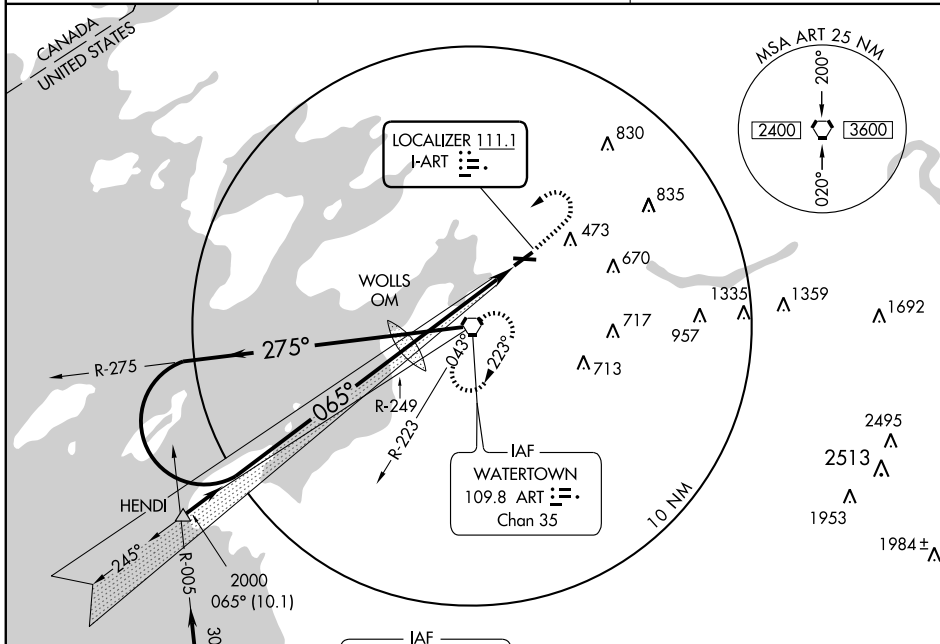 CANADA
UNITED STATES
MSA ART 25 NM
200°
2400
3600
020°
LOCALIZER 111.1
I-ART
830
835
473
670
WOLLS
OM
1335
1359
1692
717
957
713
275°
R-275
043°
223°
065°
R-249
R-223
2495
2513
IAF
WATERTOWN
109.8 ART
Chan 35
1953
10 NM
HENDI
1984±
245°
R-005
2000
065° (10.1)
30
IAF